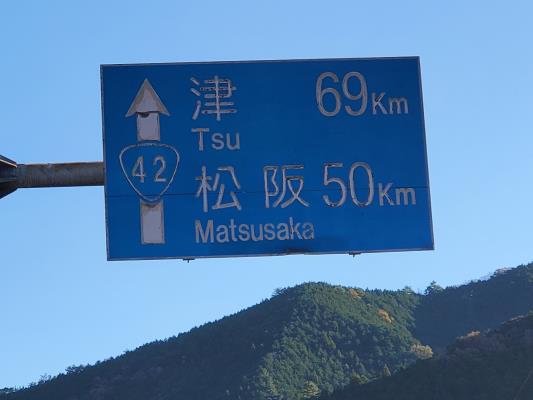 津 69Km
Tsu
42
松阪 50Km
Matsusaka